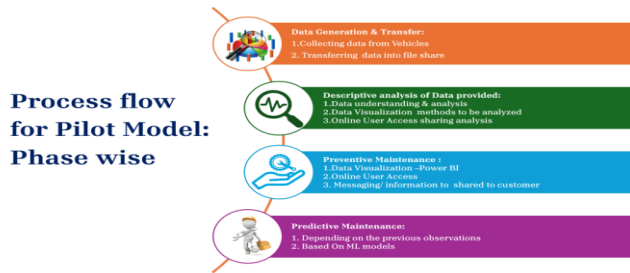 Process flow
for Pilot Model:
Phase wise
Data Generation & Transfer:
1.Collecting data from Vehicles
2. Transferring data into file share
Descriptive analysis of Data provided:
1.Data understanding & analysis
2.Data Visualization methods to be analyzed
3.Online User Access sharing analysis
Preventive Maintenance :
1.Data Visualization –Power BI
2.Online User Access
3. Messaging/ information to shared to customer
Predictive Maintenance:
1. Depending on the previous observations
2. Based On ML models